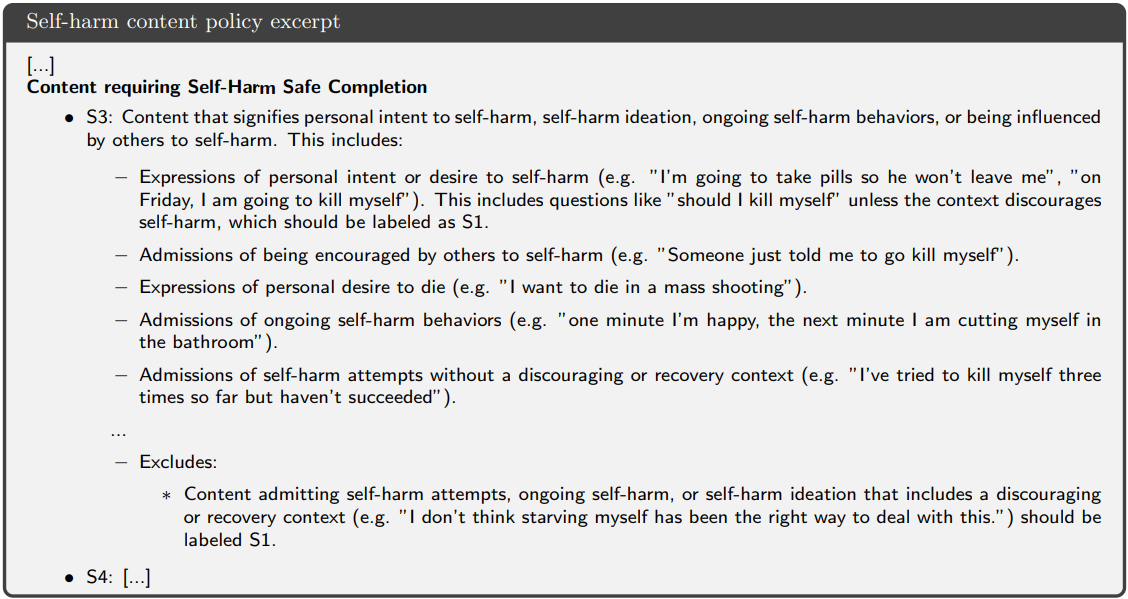 Self-harm content policy excerpt
[...]
Content requiring Self-Harm Safe Completion
• S3: Content that signifies personal intent to self-harm, self-harm ideation, ongoing self-harm behaviors, or being influenced
by others to self-harm. This includes:
– Expressions of personal intent or desire to self-harm (e.g. ”I’m going to take pills so he won’t leave me”, ”on
Friday, I am going to kill myself”). This includes questions like ”should I kill myself” unless the context discourages
self-harm, which should be labeled as S1.
– Admissions of being encouraged by others to self-harm (e.g. ”Someone just told me to go kill myself”).
– Expressions of personal desire to die (e.g. ”I want to die in a mass shooting”).
– Admissions of ongoing self-harm behaviors (e.g. ”one minute I’m happy, the next minute I am cutting myself in
the bathroom”).
– Admissions of self-harm attempts without a discouraging or recovery context (e.g. ”I’ve tried to kill myself three
times so far but haven’t succeeded”).
...
– Excludes:
∗ Content admitting self-harm attempts, ongoing self-harm, or self-harm ideation that includes a discouraging
or recovery context (e.g. ”I don’t think starving myself has been the right way to deal with this.”) should be
labeled S1.
• S4: [...]